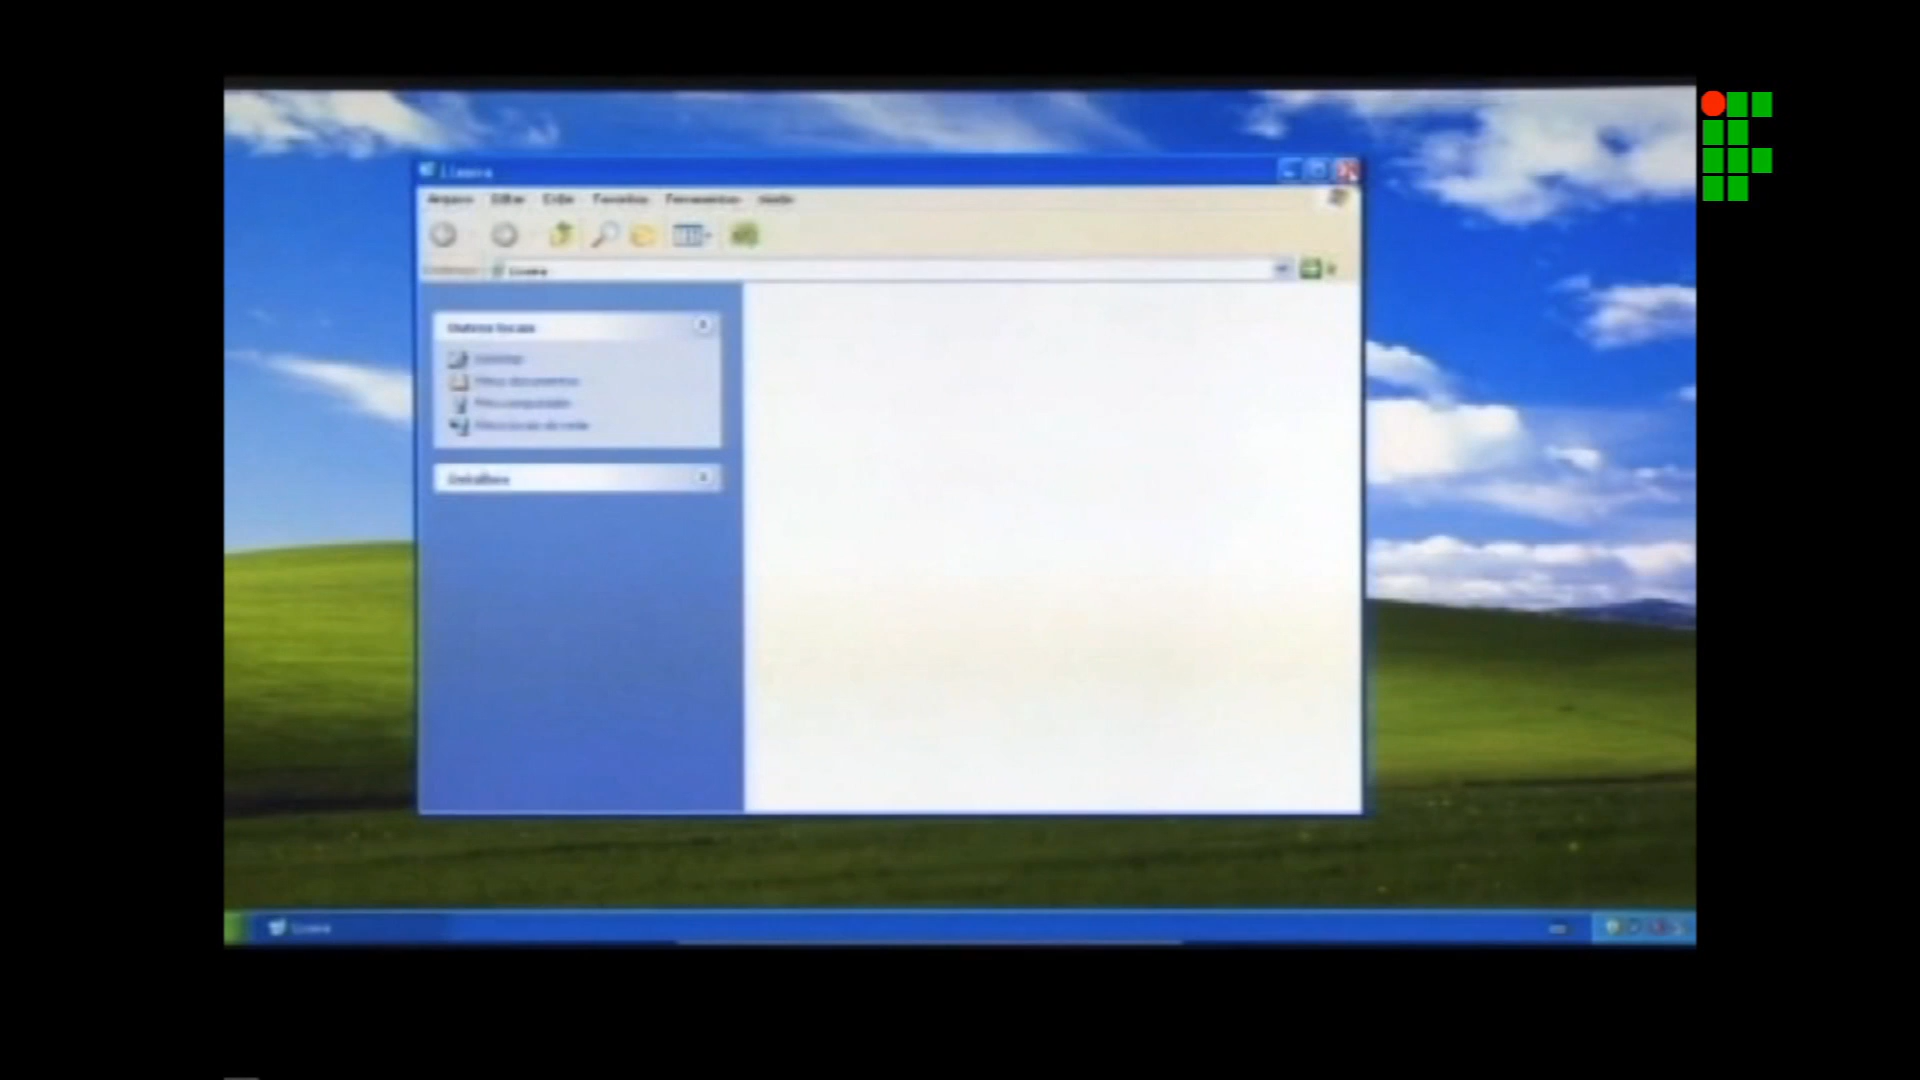 Lixeira
Arquivo Editar Exibir Favoritos Ferramentas Ajuda
Endereço Lixeira
Outros locais
Desktop
Meus documentos
Meu computador
Meus locais de rede
Detalhes
Lixeira